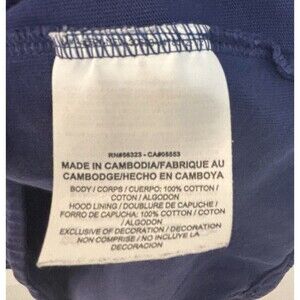 RN#56323 - CA#05553
MADE IN CAMBODIA/FABRIQUE AU
CAMBODGE/HECHO EN CAMBOYA
BODY / CORPS / CUERPO: 100% COTTON /
COTON / ALGODON
HOOD LINING / DOUBLURE DE CAPUCHE /
FORRO DE CAPUCHA: 100% COTTON / COTON
/ ALGODON
EXCLUSIVE OF DECORATION / DECORATION
NON COMPRISE / NO INCLUYE LA
DECORACION